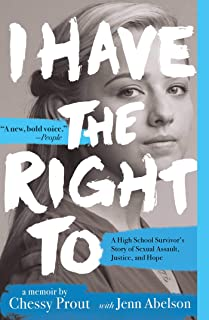 I HAVE
"A new, bold voice."
—People
THE
RIGHT
TO
A High School Survivor's
Story of Sexual Assault,
Justice, and Hope
a memoir by
Chessy Prout with Jenn Abelson